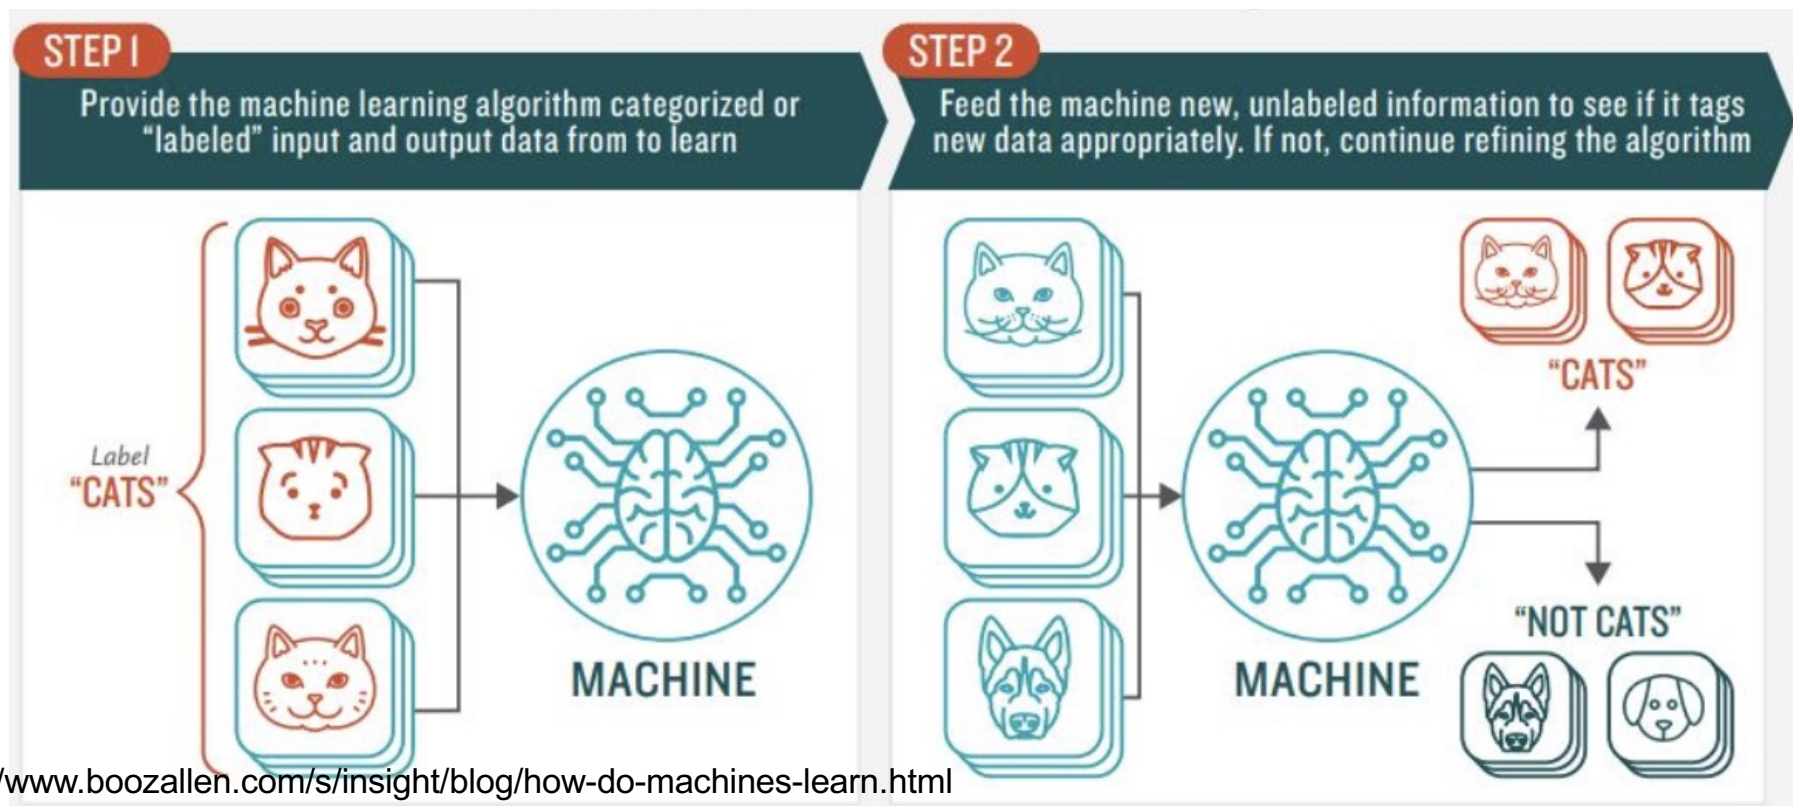 STEP 1
Provide the machine learning algorithm categorized or
“labeled” input and output data from to learn
Label
“CATS”
MACHINE
STEP 2
Feed the machine new, unlabeled information to see if it tags
new data appropriately. If not, continue refining the algorithm
MACHINE
“CATS”
“NOT CATS”
/www.boozallen.com/s/insight/blog/how-do-machines-learn.html